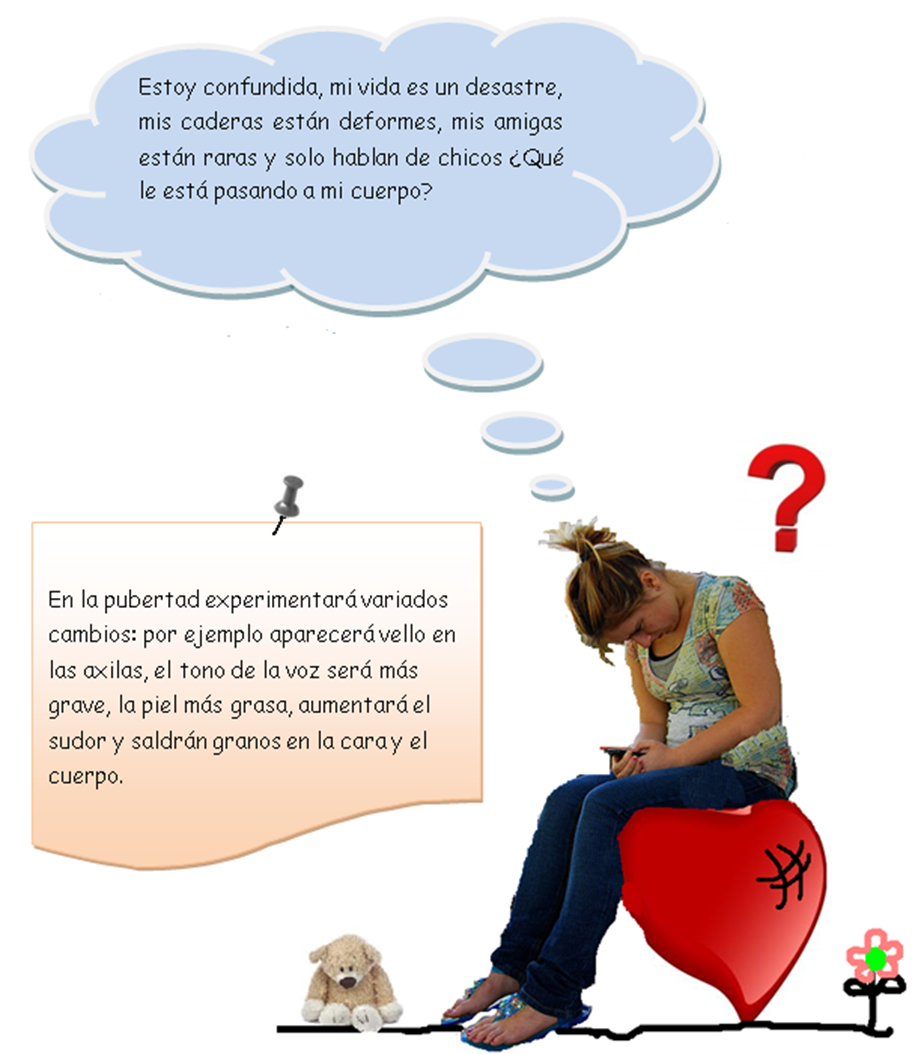 Estoy confundida, mi vida es un desastre,
mis caderas están deformes, mis amigas
están raras y solo hablan de chicos ¿Qué
le está pasando a mi cuerpo?
?
En la pubertad experimentará variados
cambios: por ejemplo aparecerá vello en
las axilas, el tono de la voz será más
grave, la piel más grasa, aumentará el
sudor y saldrán granos en la cara y el
cuerpo.